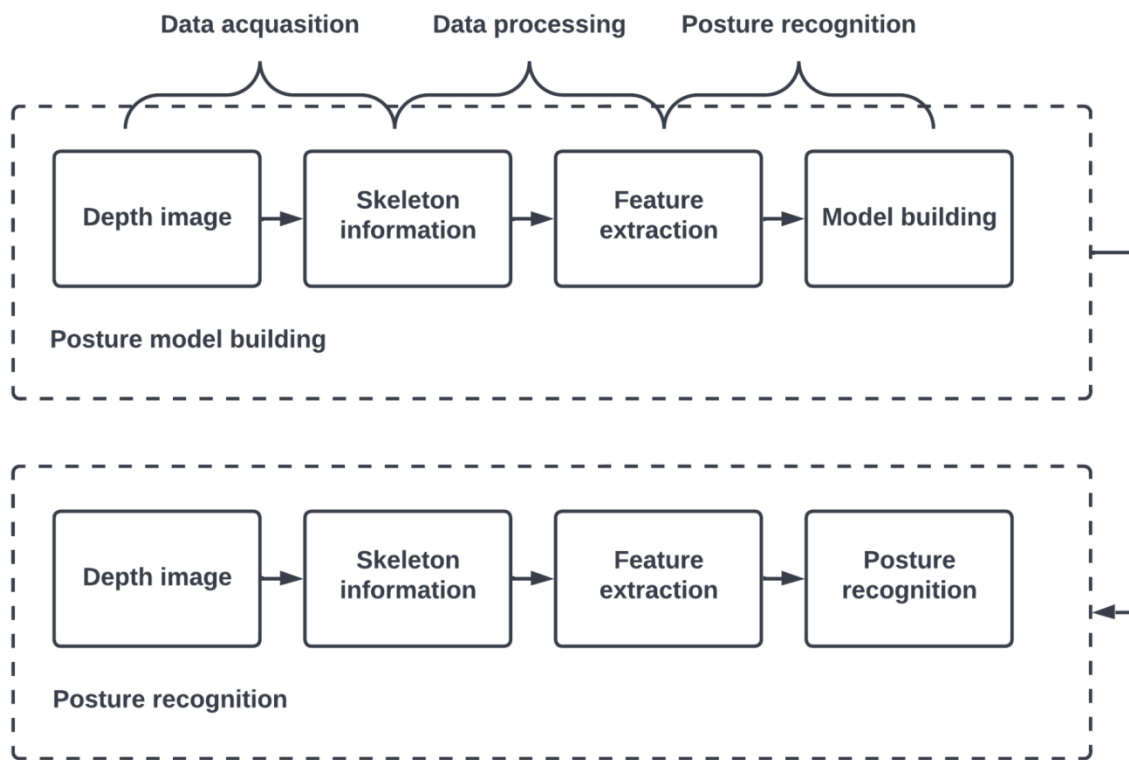 Data acquasition
Data processing
Posture recognition
Depth image
Skeleton
information
Feature
extraction
Model building
Posture model building
Depth image
Skeleton
information
Feature
extraction
Posture
recognition
Posture recognition